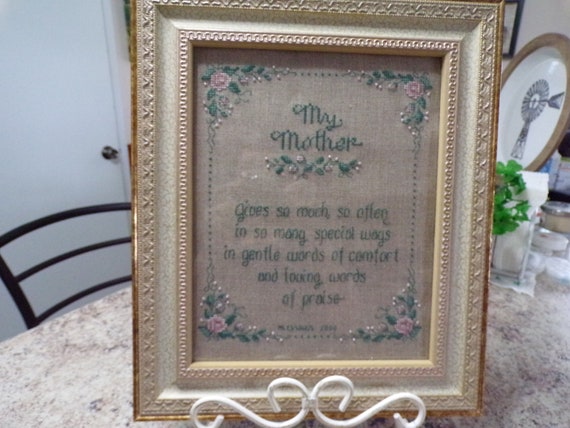 My
Mother
Gives so much, so often
in so many special ways
in gentle words of comfort
and loving words
of praise